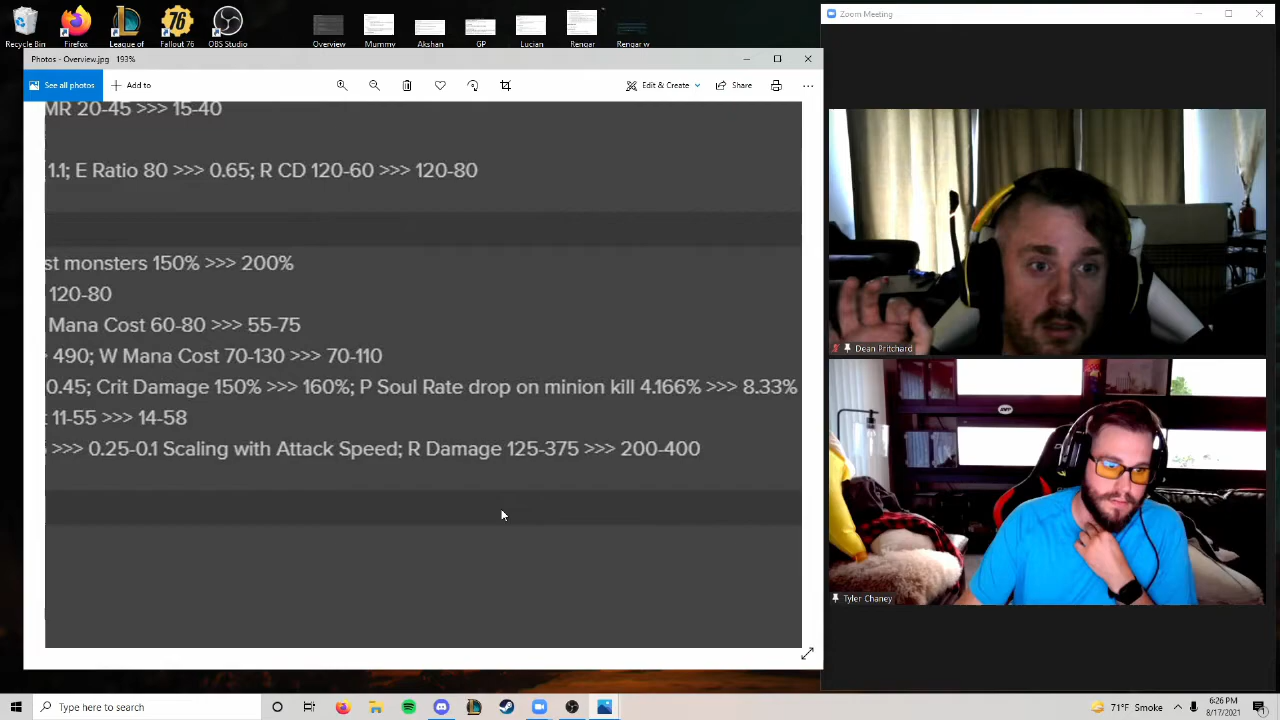 Recycle Bin
Firefox
League of
Fallout 76
OBS Studio
Overview
Mummy
Akshan
GP
Lucian
Rengar
Rengar w
Zoom Meeting
Photos - Overview.jpg 193%
See all photos
Add to
Edit & Create
Share
MR 20-45 >>> 15-40
1.1; E Ratio 80 >>> 0.65; R CD 120-60 >>> 120-80
st monsters 150% >>> 200%
120-80
Mana Cost 60-80 >>> 55-75
490; W Mana Cost 70-130 >>> 70-110
0.45; Crit Damage 150% >>> 160%; P Soul Rate drop on minion kill 4.166% >>> 8.33%
11-55 >>> 14-58
>>> 0.25-0.1 Scaling with Attack Speed; R Damage 125-375 >>> 200-400
Dean Pritchard
Tyler Chaney
Type here to search
71°F Smoke
6:26 PM
8/17/2021